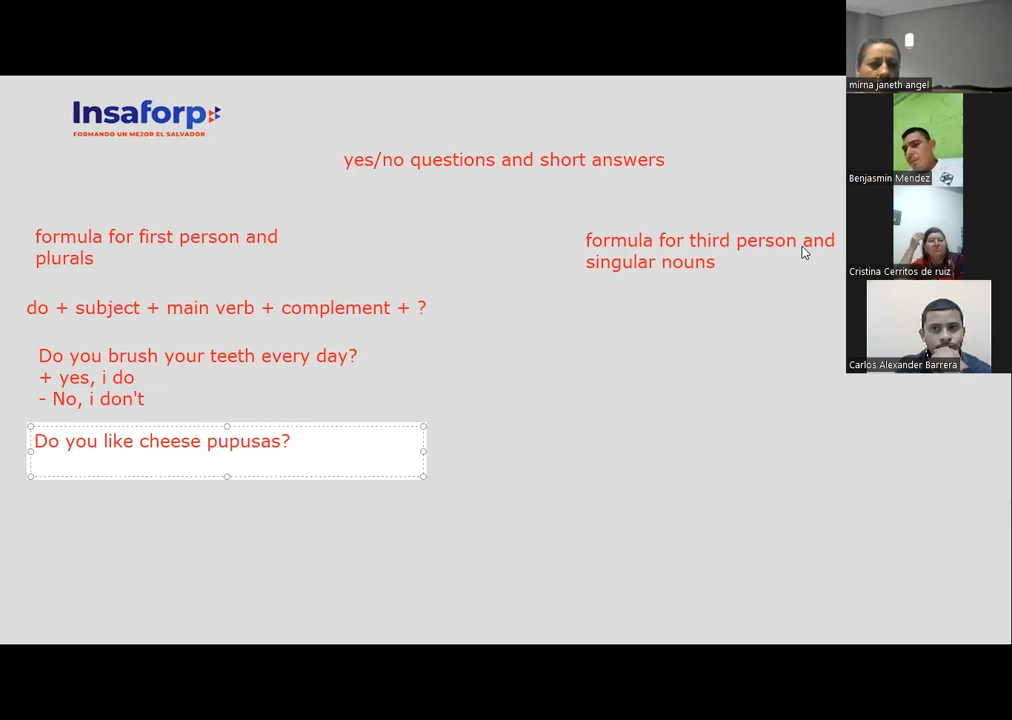 Insaforp
FORMANDO UN MEJOR EL SALVADOR
yes/no questions and short answers
formula for first person and
plurals
do + subject + main verb + complement + ?
Do you brush your teeth every day?
+ yes, i do
- No, i don't
Do you like cheese pupusas?
formula for third person and
singular nouns
mirna janeth angel
Benjasmin Mendez
Cristina Cerritos de ruiz
Carlos Alexander Barrera